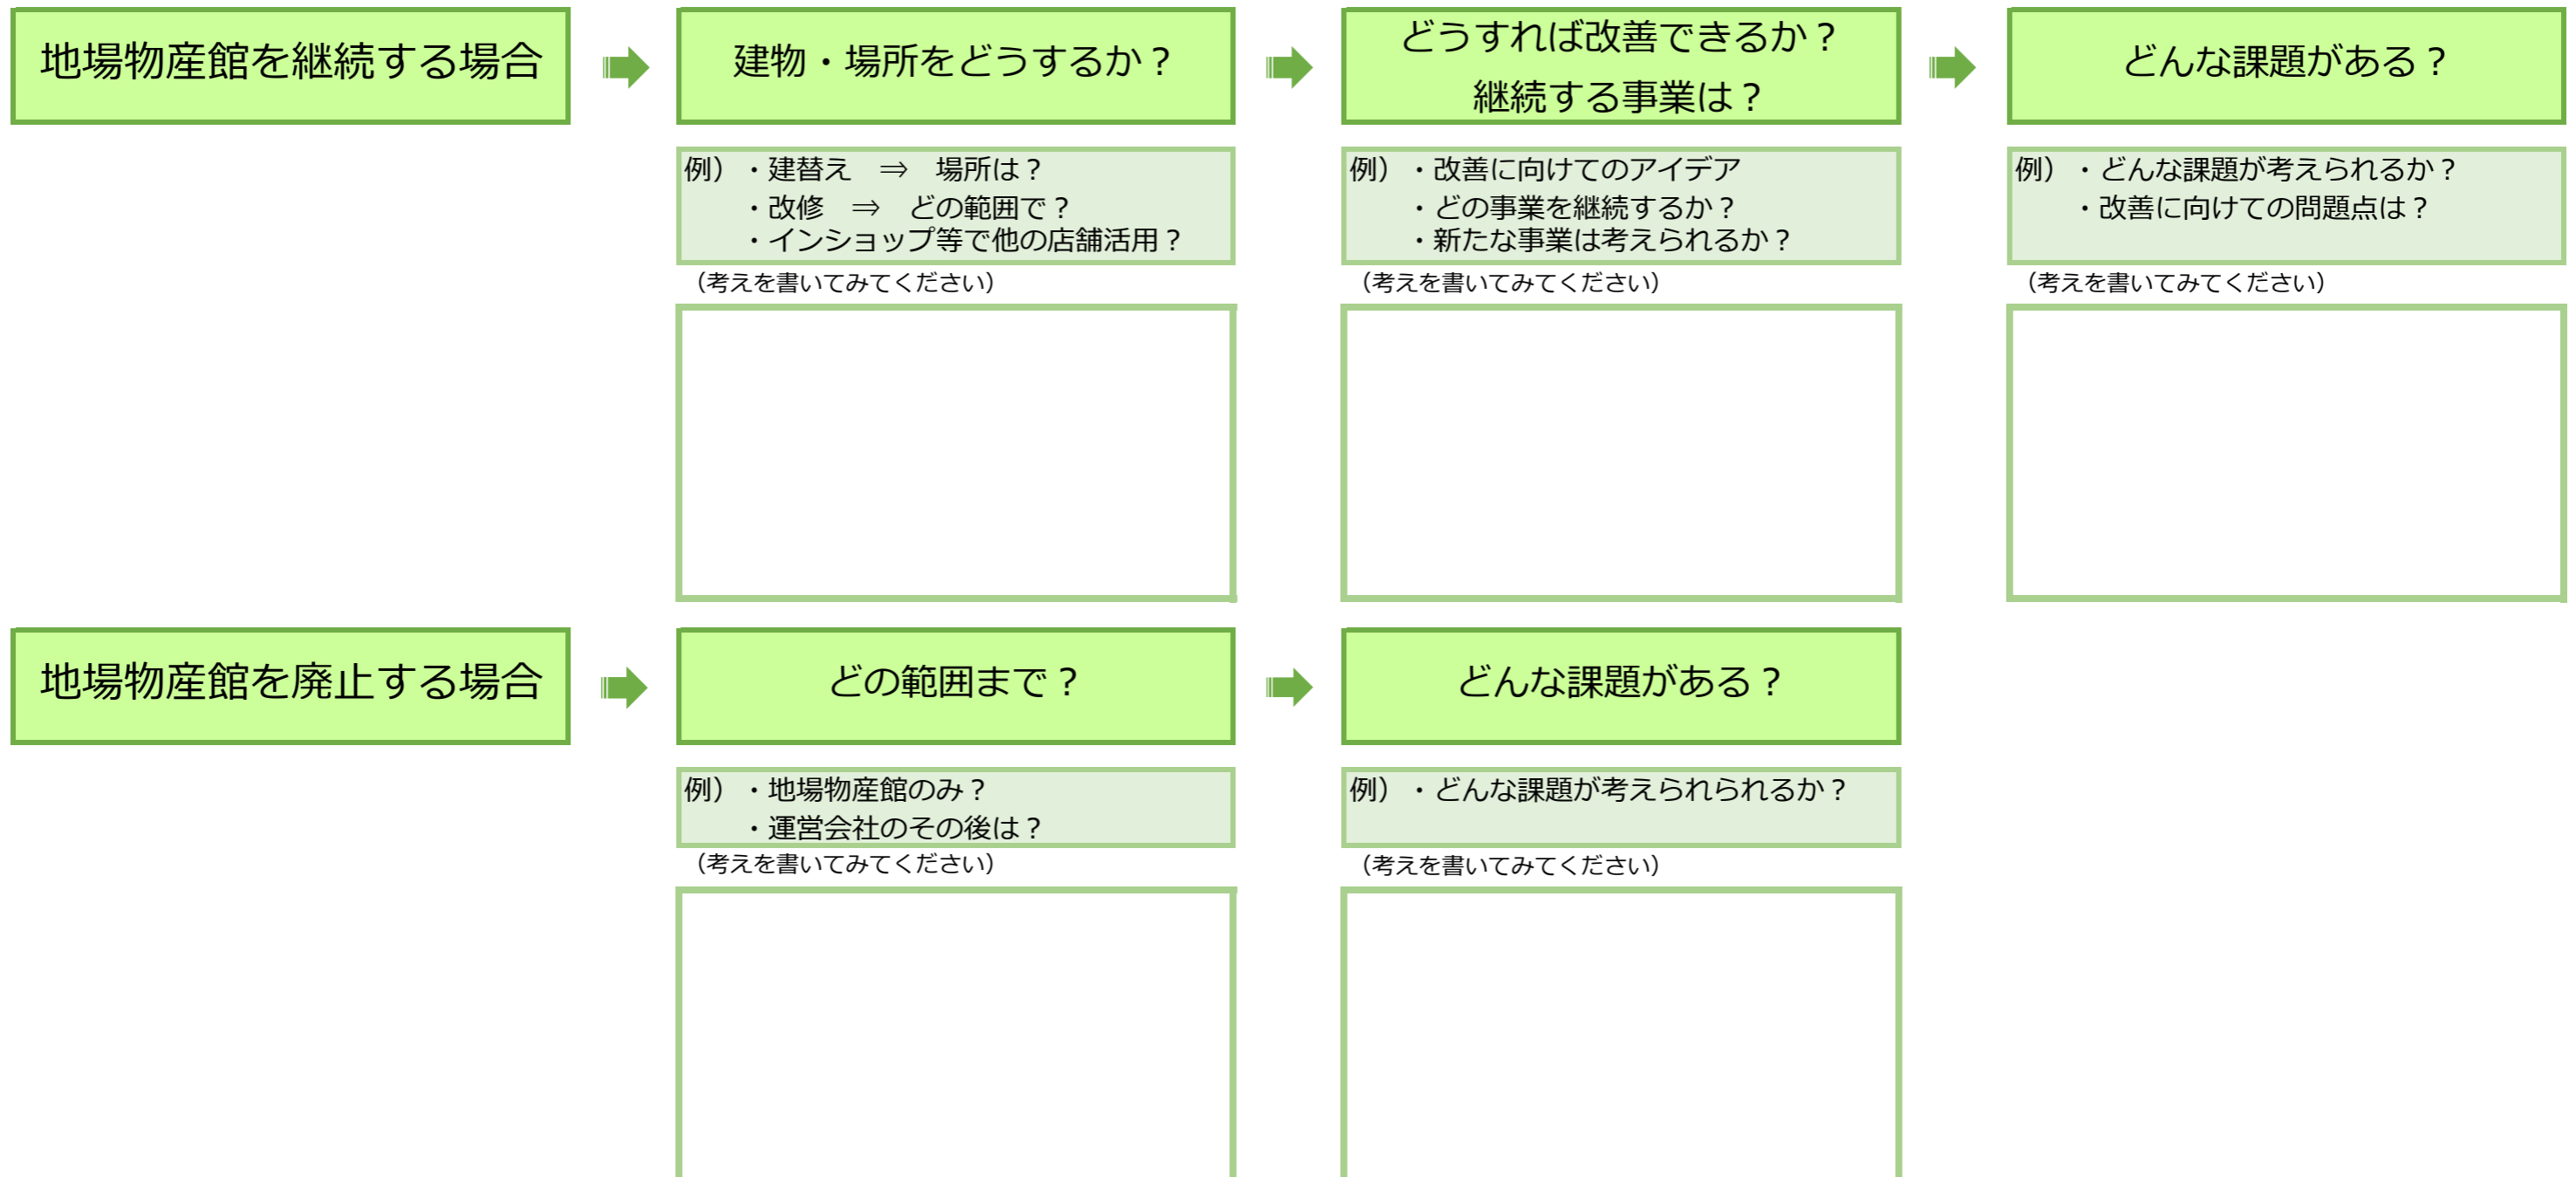 地場物産館を継続する場合
建物・場所をどうするか？
どうすれば改善できるか？
継続する事業は？
どんな課題がある？
例）・建替え　⇒　場所は？
・改修　⇒　どの範囲で？
・インショップ等で他の店舗活用？
（考えを書いてみてください）
例）・改善に向けてのアイデア
・どの事業を継続するか？
・新たな事業は考えられるか？
（考えを書いてみてください）
例）・どんな課題が考えられるか？
・改善に向けての問題点は？
（考えを書いてみてください）
地場物産館を廃止する場合
どの範囲まで？
どんな課題がある？
例）・地場物産館のみ？
・運営会社のその後は？
（考えを書いてみてください）
例）・どんな課題が考えられられるか？
（考えを書いてみてください）